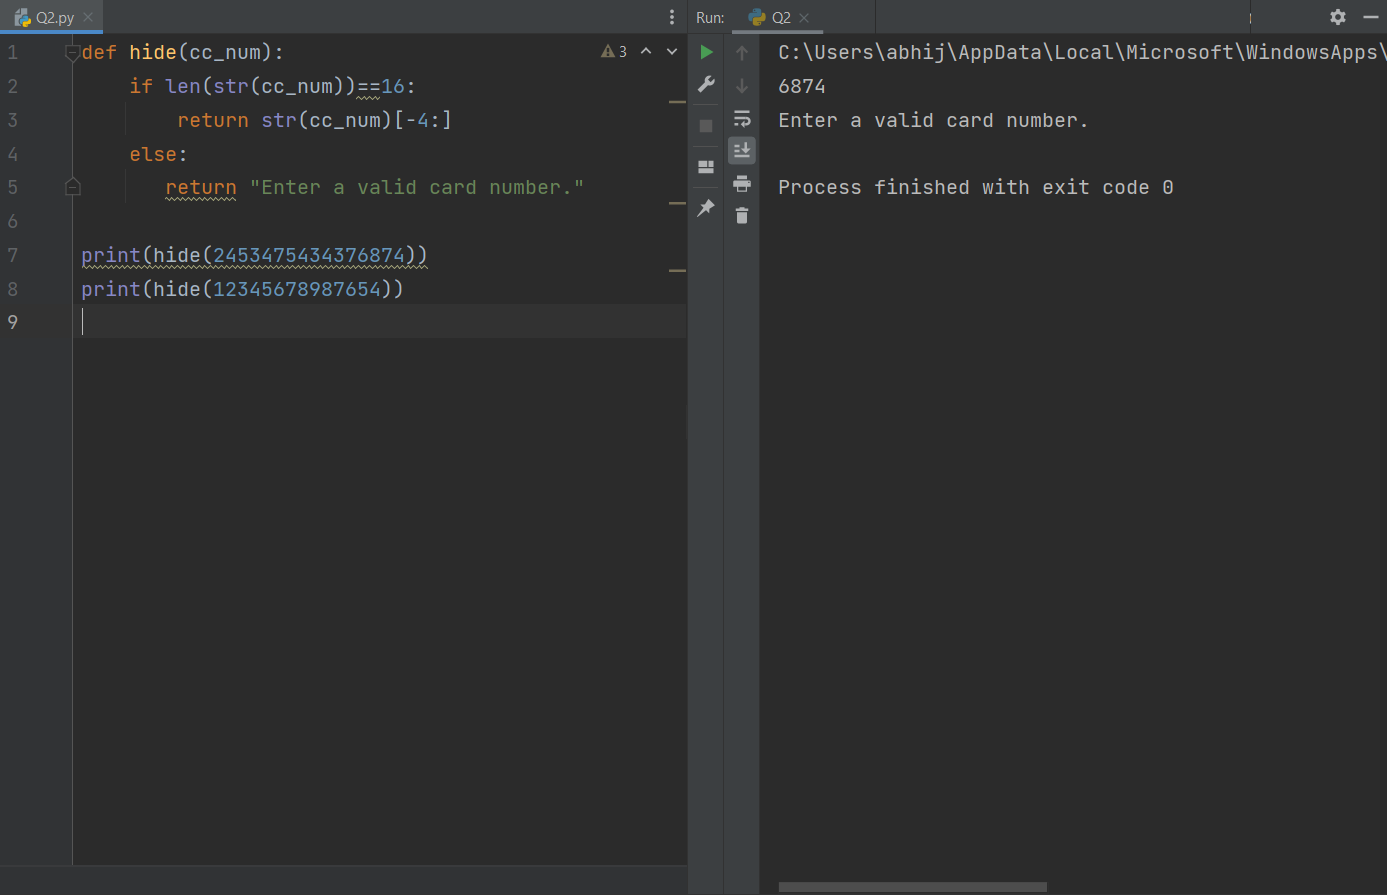 Q2.py
1 def hide(cc_num):
2     if len(str(cc_num))==16:
3         return str(cc_num)[-4:]
4     else:
5        return "Enter a valid card number."
6
7 print(hide(2453475434376874))
8 print(hide(12345678987654))
9
3
Run: Q2
C:\Users\abhij\AppData\Local\Microsoft\WindowsApps\
6874
Enter a valid card number.
Process finished with exit code 0